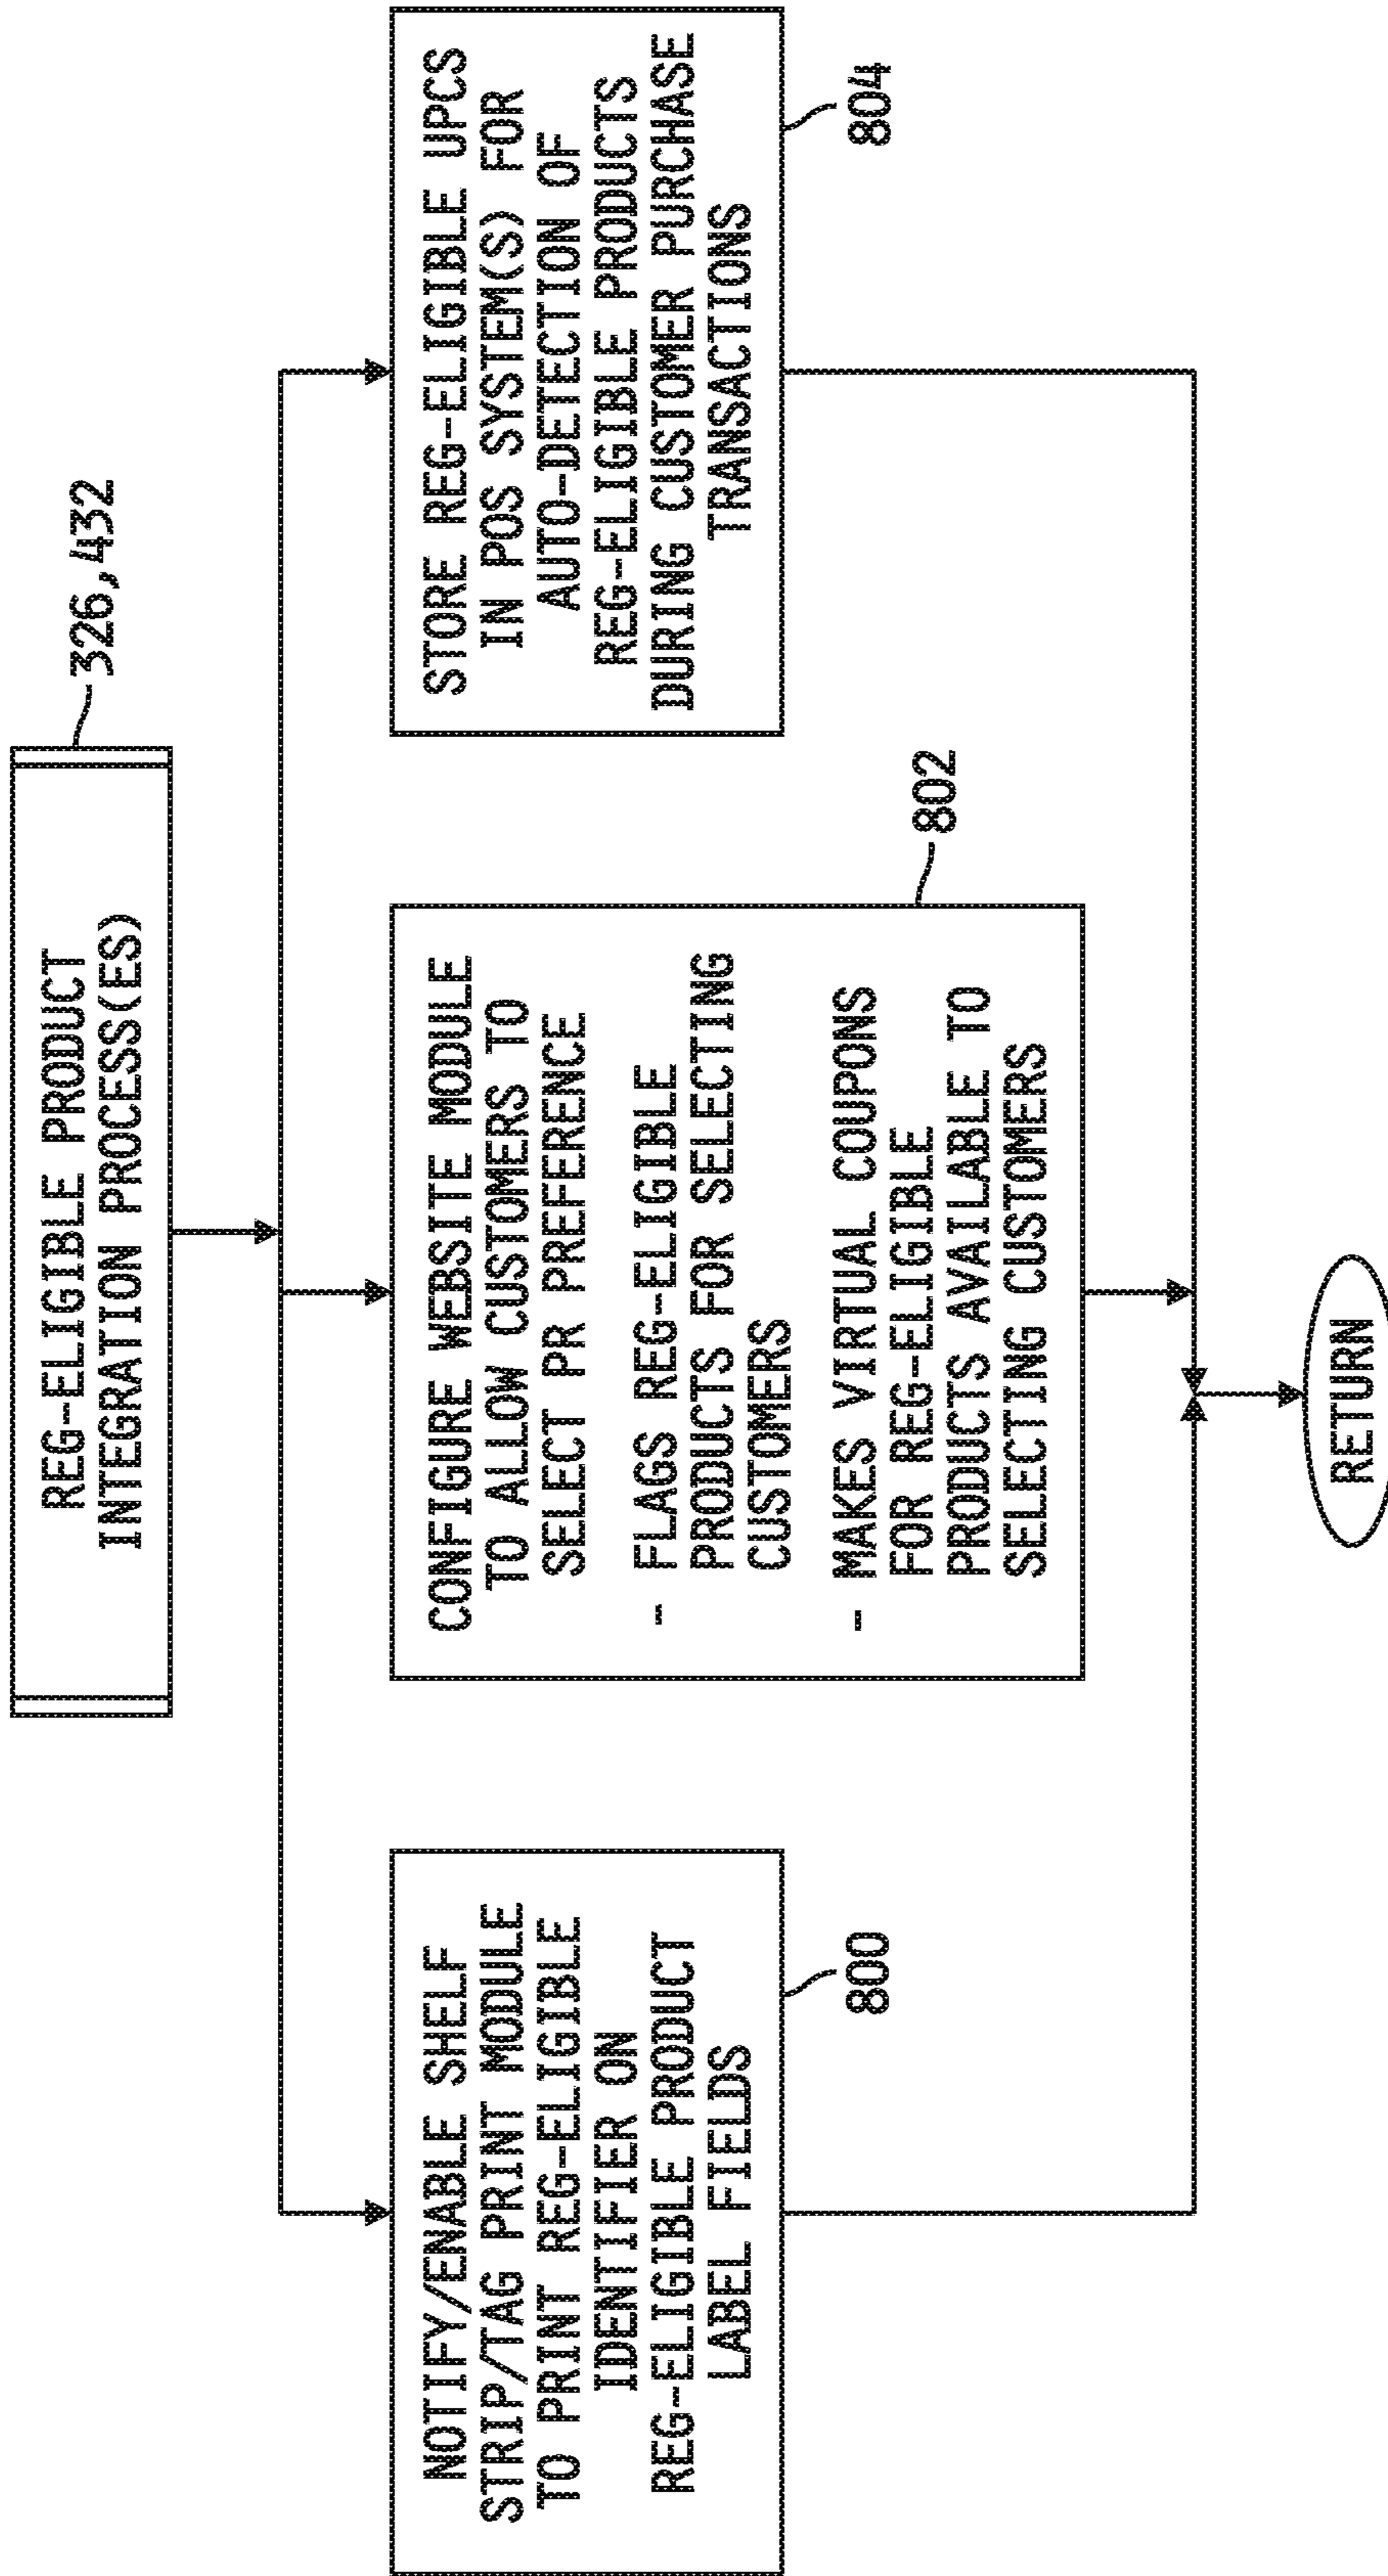 REG-ELIGIBLE PRODUCT
INTEGRATION PROCESS(ES)
326,432
NOTIFY/ENABLE SHELF
STRIP/TAG PRINT MODULE
TO PRINT REG-ELIGIBLE
IDENTIFIER ON
REG-ELIGIBLE PRODUCT
LABEL FIELDS
800
CONFIGURE WEBSITE MODULE
TO ALLOW CUSTOMERS TO
SELECT PR PREFERENCE
- FLAGS REG-ELIGIBLE
PRODUCTS FOR SELECTING
CUSTOMERS
- MAKES VIRTUAL COUPONS
FOR REG-ELIGIBLE
PRODUCTS AVAILABLE TO
SELECTING CUSTOMERS
802
STORE REG-ELIGIBLE UPCS
IN POS SYSTEM(S) FOR
AUTO-DETECTION OF
REG-ELIGIBLE PRODUCTS
DURING CUSTOMER PURCHASE
TRANSACTIONS
804
RETURN